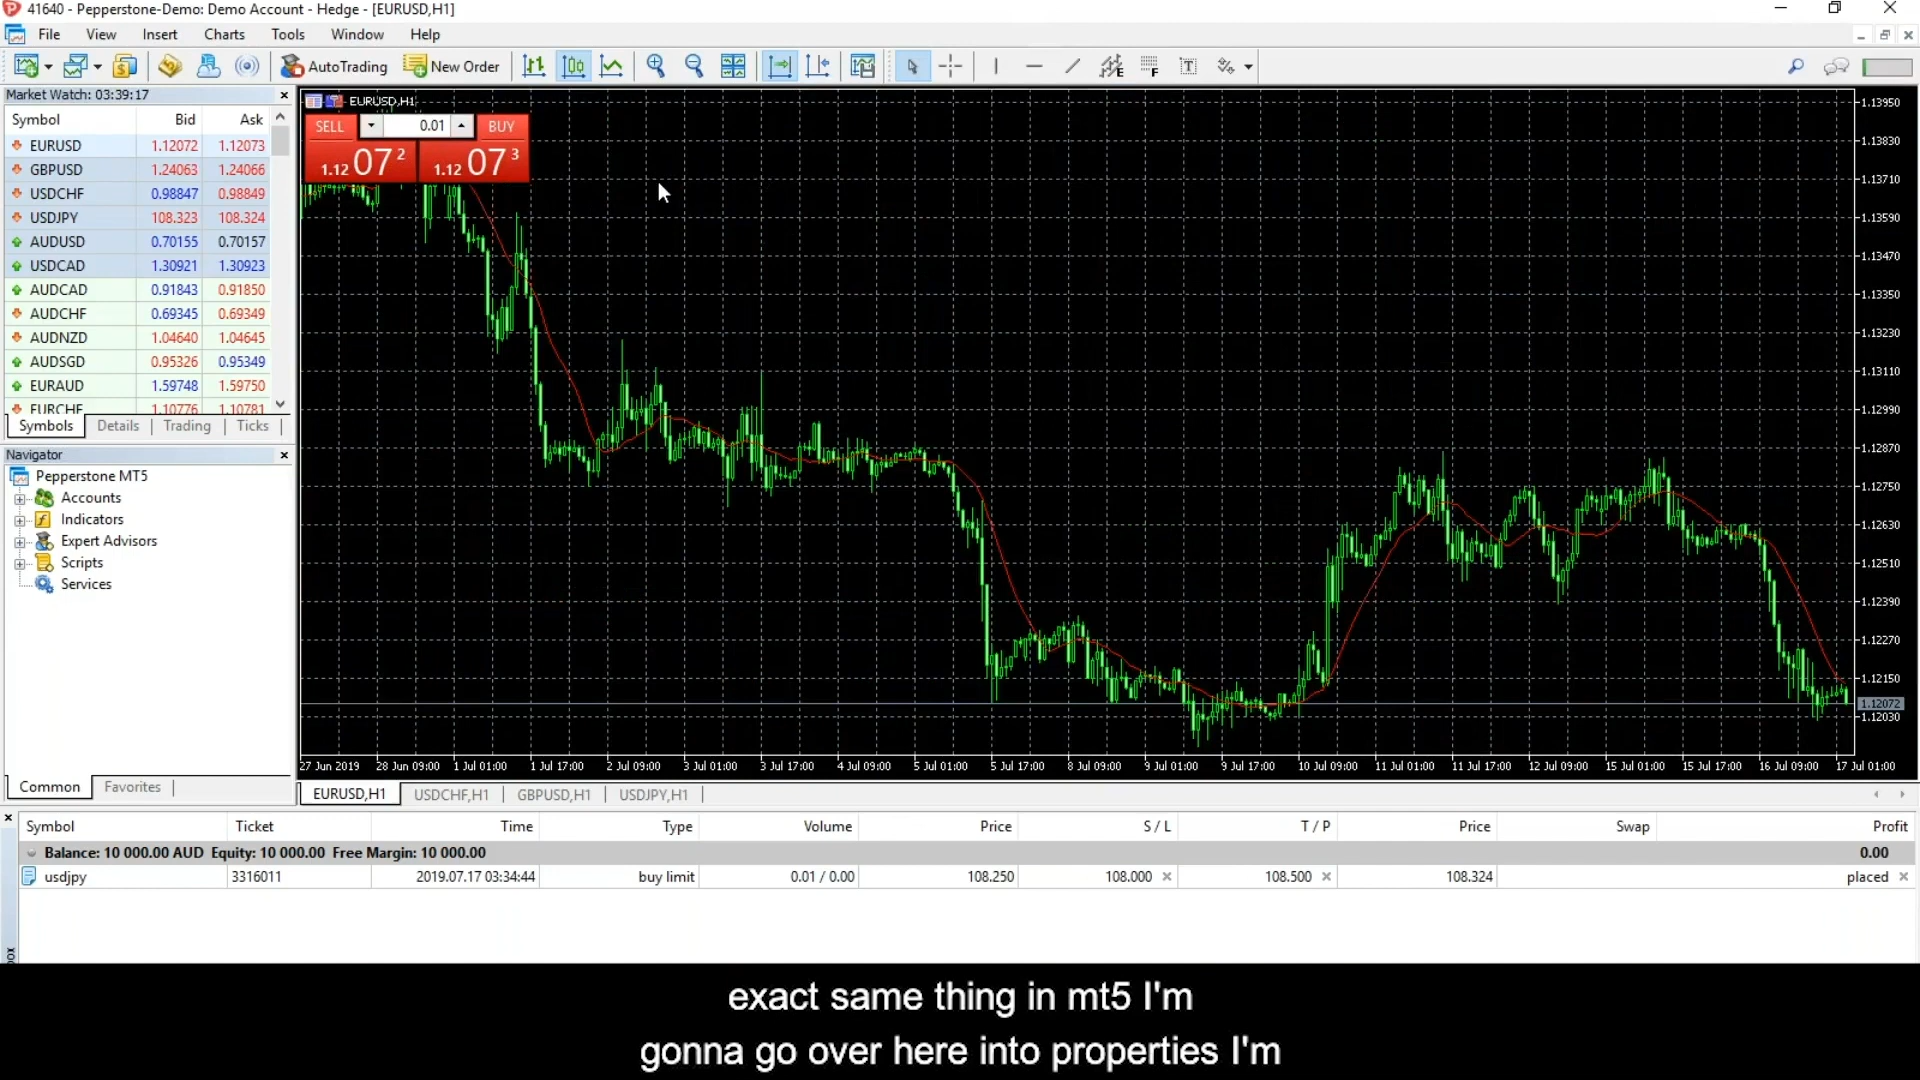 41640 - Pepperstone-Demo: Demo Account - Hedge - [EURUSD,H1]
File View Insert Charts Tools Window Help
AutoTrading New Order
Market Watch: 03:39:17
Symbol Bid Ask
EURUSD 1.12072 1.12073
GBPUSD 1.24063 1.24066
USDCHF 0.98847 0.98849
USDJPY 108.323 108.324
AUDUSD 0.70155 0.70157
USDCAD 1.30921 1.30923
AUDCAD 0.91843 0.91850
AUDCHF 0.69345 0.69349
AUDNZD 1.04640 1.04645
AUDSGD 0.95326 0.95349
EURAUD 1.59748 1.59750
EURCHF 1.10776 1.10781
Symbols Details Trading Ticks
Navigator
Pepperstone MT5
Accounts
Indicators
Expert Advisors
Scripts
Services
Common Favorites
EURUSD,H1
SELL 0.01 BUY
1.12 07 2 1.12 07 3
1.13950
1.13830
1.13710
1.13590
1.13470
1.13350
1.13230
1.13110
1.12990
1.12870
1.12750
1.12630
1.12510
1.12390
1.12270
1.12150
1.12072
1.12030
27 Jun 2019 28 Jun 09:00 1 Jul 01:00 1 Jul 17:00 2 Jul 09:00 3 Jul 01:00 3 Jul 17:00 4 Jul 09:00 5 Jul 01:00 5 Jul 17:00 8 Jul 09:00 9 Jul 01:00 9 Jul 17:00 10 Jul 09:00 11 Jul 01:00 11 Jul 17:00 12 Jul 09:00 15 Jul 01:00 15 Jul 17:00 16 Jul 09:00 17 Jul 01:00
EURUSD,H1 USDCHF,H1 GBPUSD,H1 USDJPY,H1
Symbol Ticket Time Type Volume Price S / L T / P Price Swap Profit
Balance: 10 000.00 AUD Equity: 10 000.00 Free Margin: 10 000.00 0.00
usdjpy 3316011 2019.07.17 03:34:44 buy limit 0.01 / 0.00 108.250 108.000 108.500 108.324 placed
exact same thing in mt5 I'm
gonna go over here into properties I'm